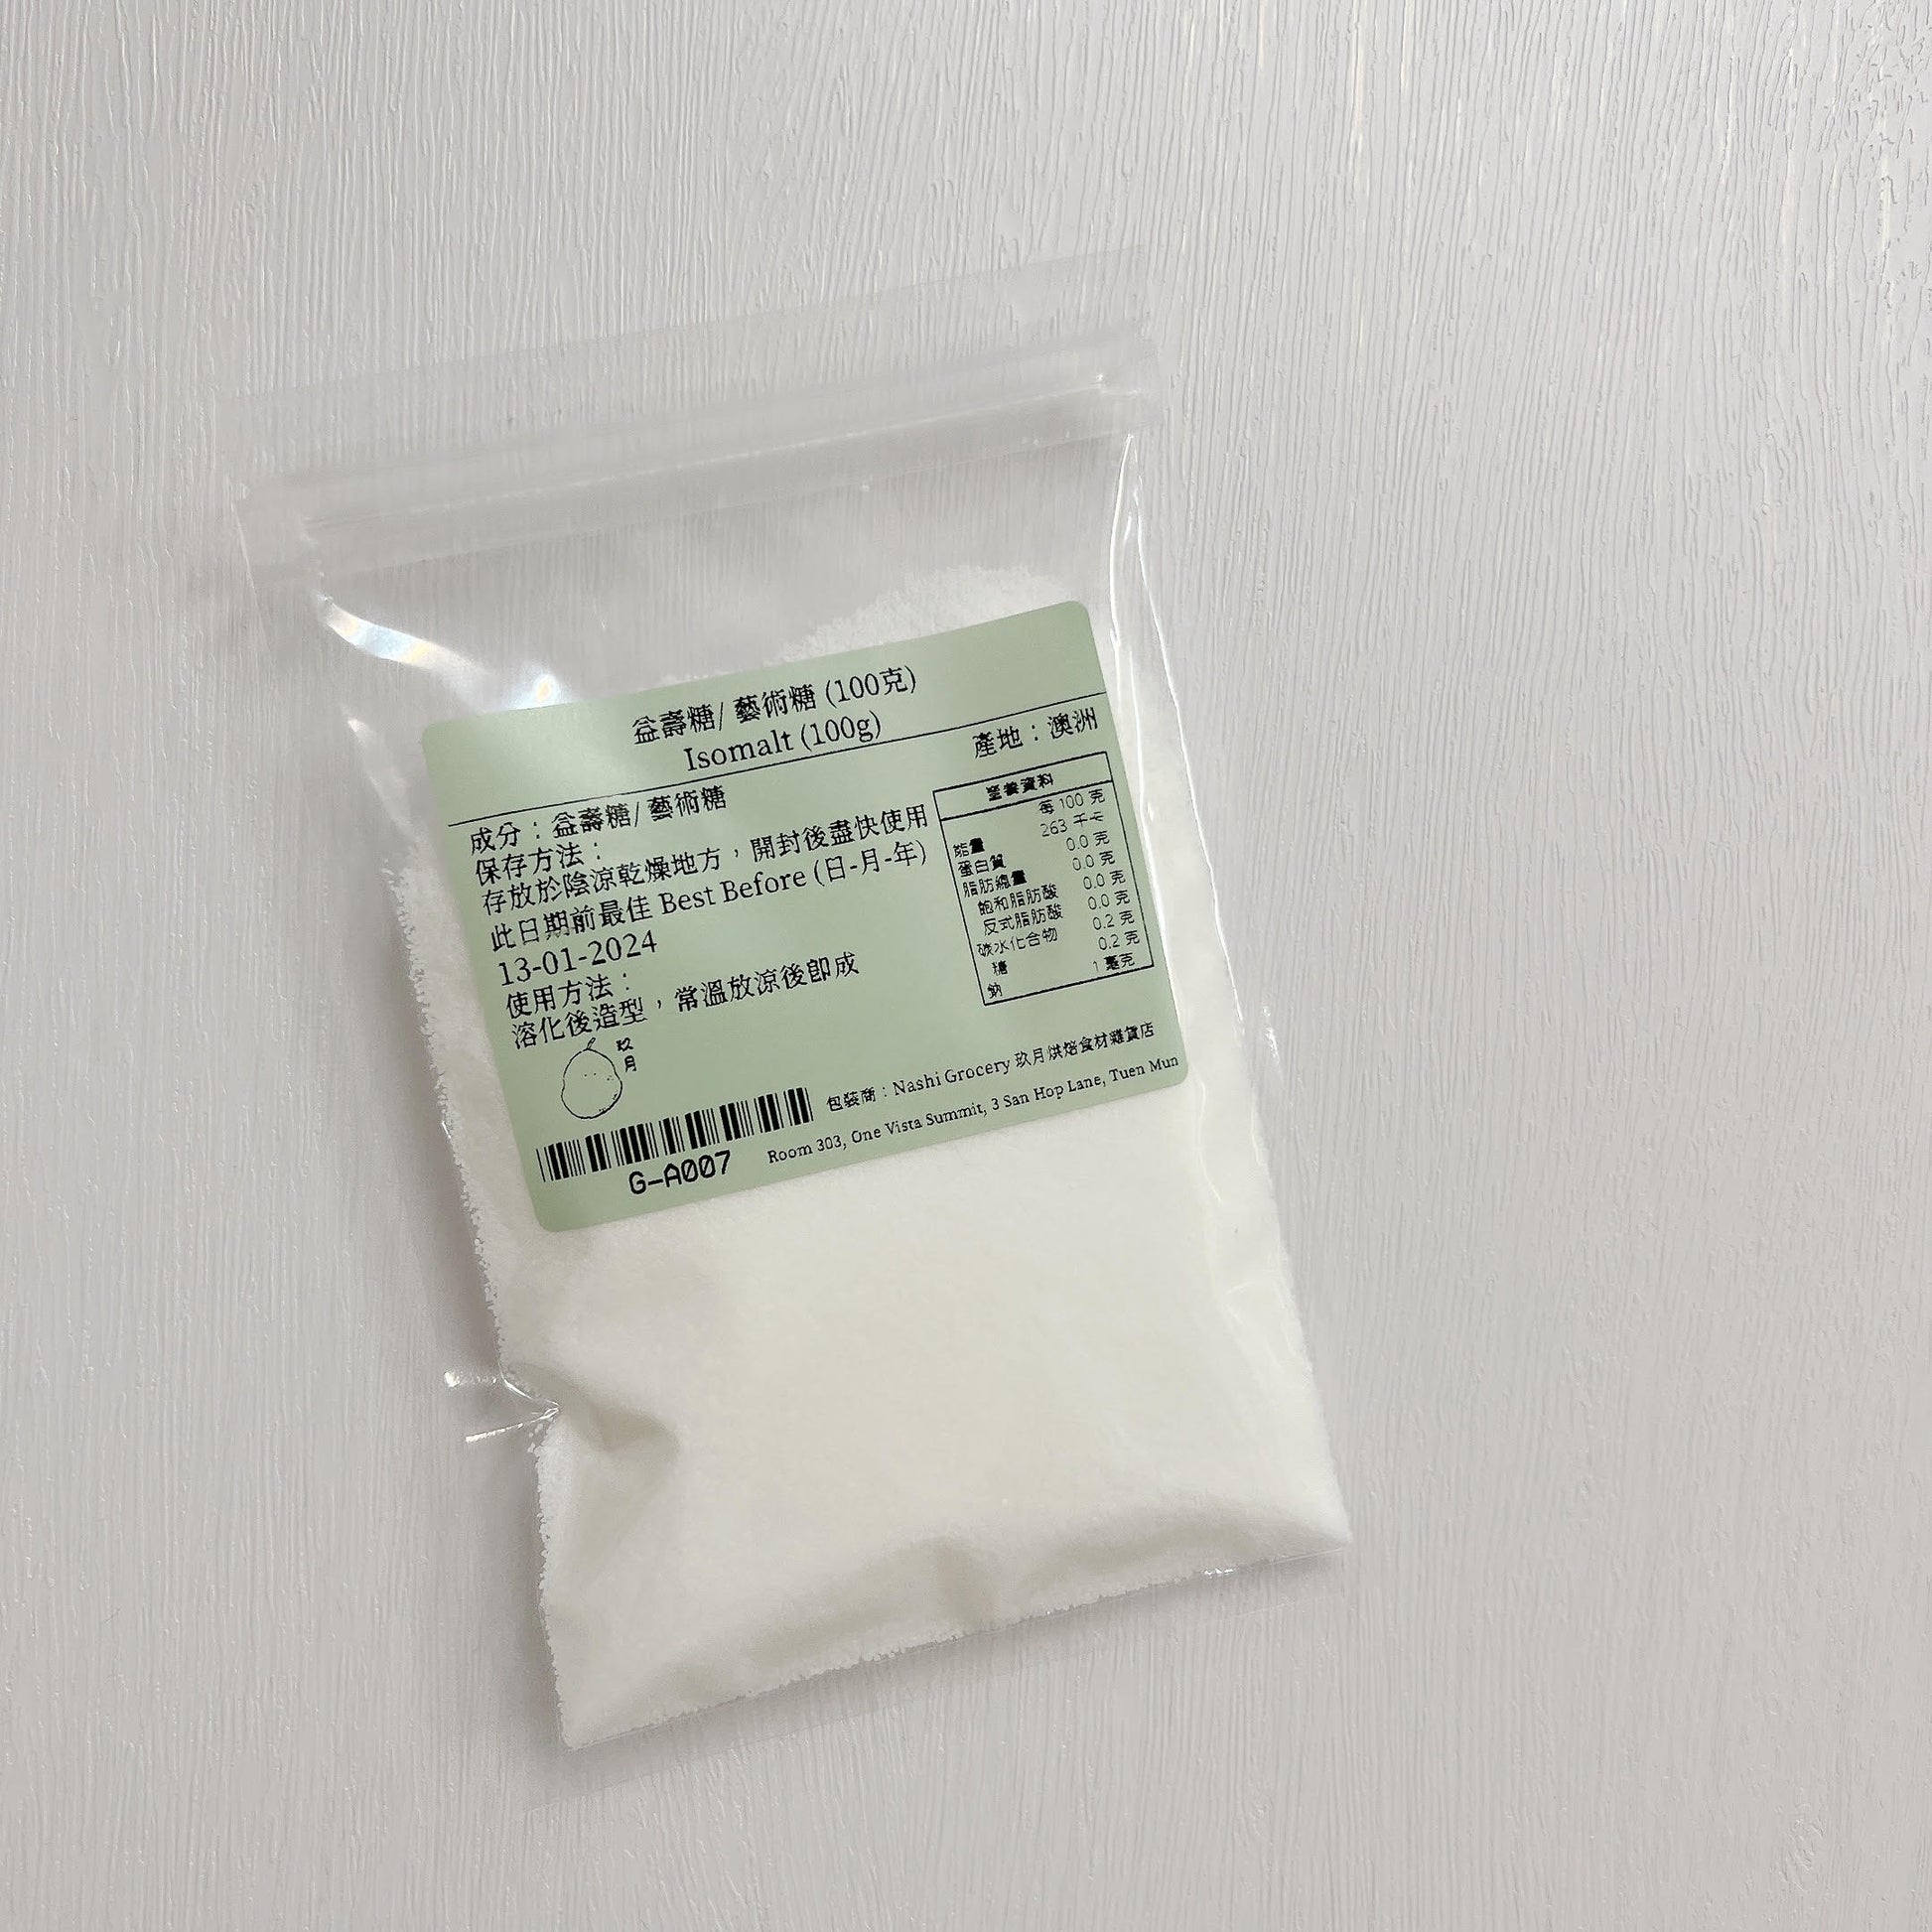 益壽糖/ 藝術糖 (100克)
Isomalt (100g)
產地：澳洲
成分：益壽糖/ 藝術糖
保存方法：
存放於陰涼乾燥地方，開封後盡快使用
此日期前最佳 Best Before (日-月-年)
13-01-2024
使用方法：
溶化後造型，常溫放涼後即成
營養資料
每 100 克
能量 263 千卡
蛋白質 0.0 克
脂肪總量 0.0 克
飽和脂肪酸 0.0 克
反式脂肪酸 0.0 克
碳水化合物 0.2 克
糖 0.2 克
鈉 1 毫克
玖
月
G-A007
包裝商：Nashi Grocery 玖月烘焙食材雜貨店
Room 303, One Vista Summit, 3 San Hop Lane, Tuen Mun